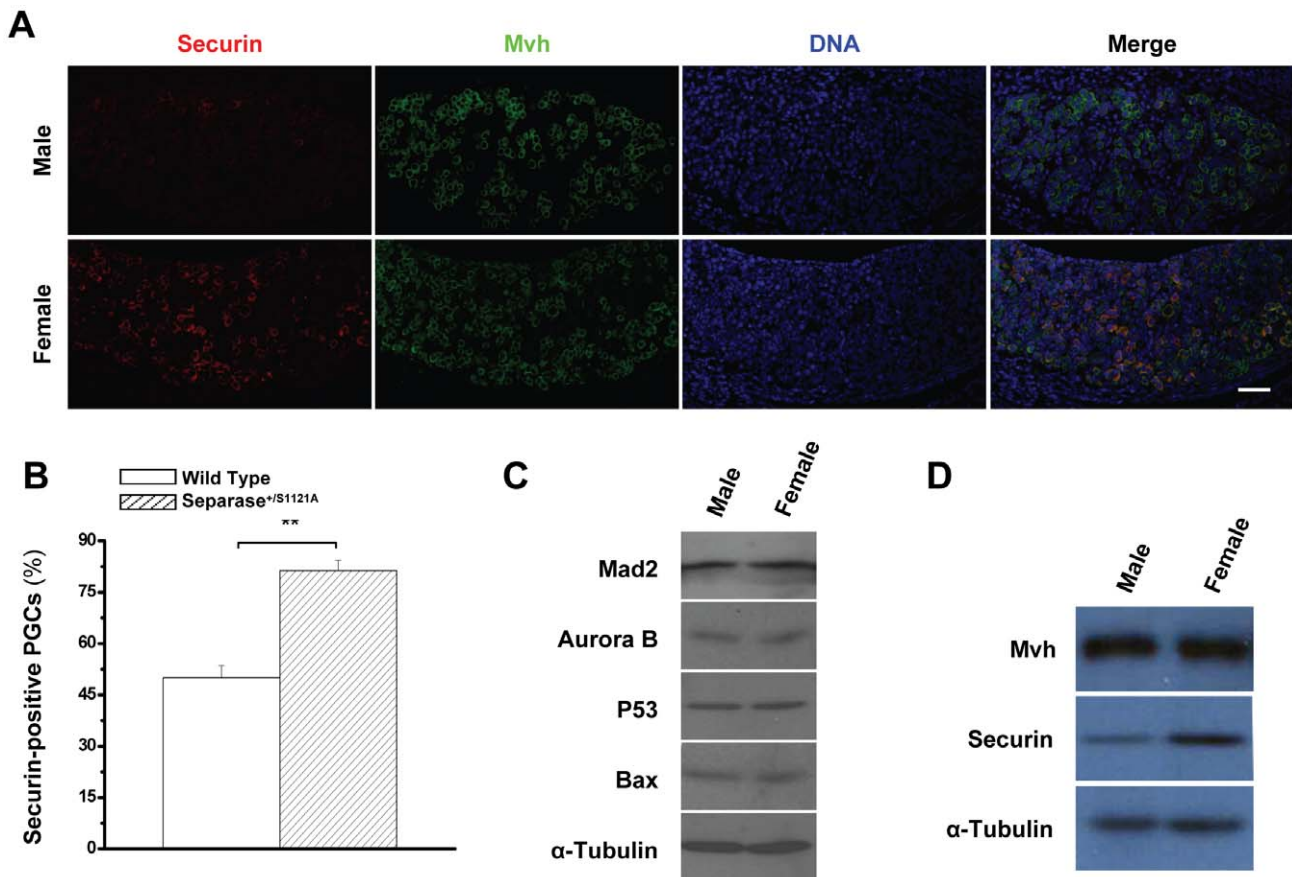 A
Securin Mvh DNA Merge
Male
Female
B
Wild Type
Separase+/S1121A
**
Securin-positive PGCs (%)
90
75
60
45
30
15
0
C
Male Female
Mad2
Aurora B
P53
Bax
α-Tubulin
D
Male Female
Mvh
Securin
α-Tubulin